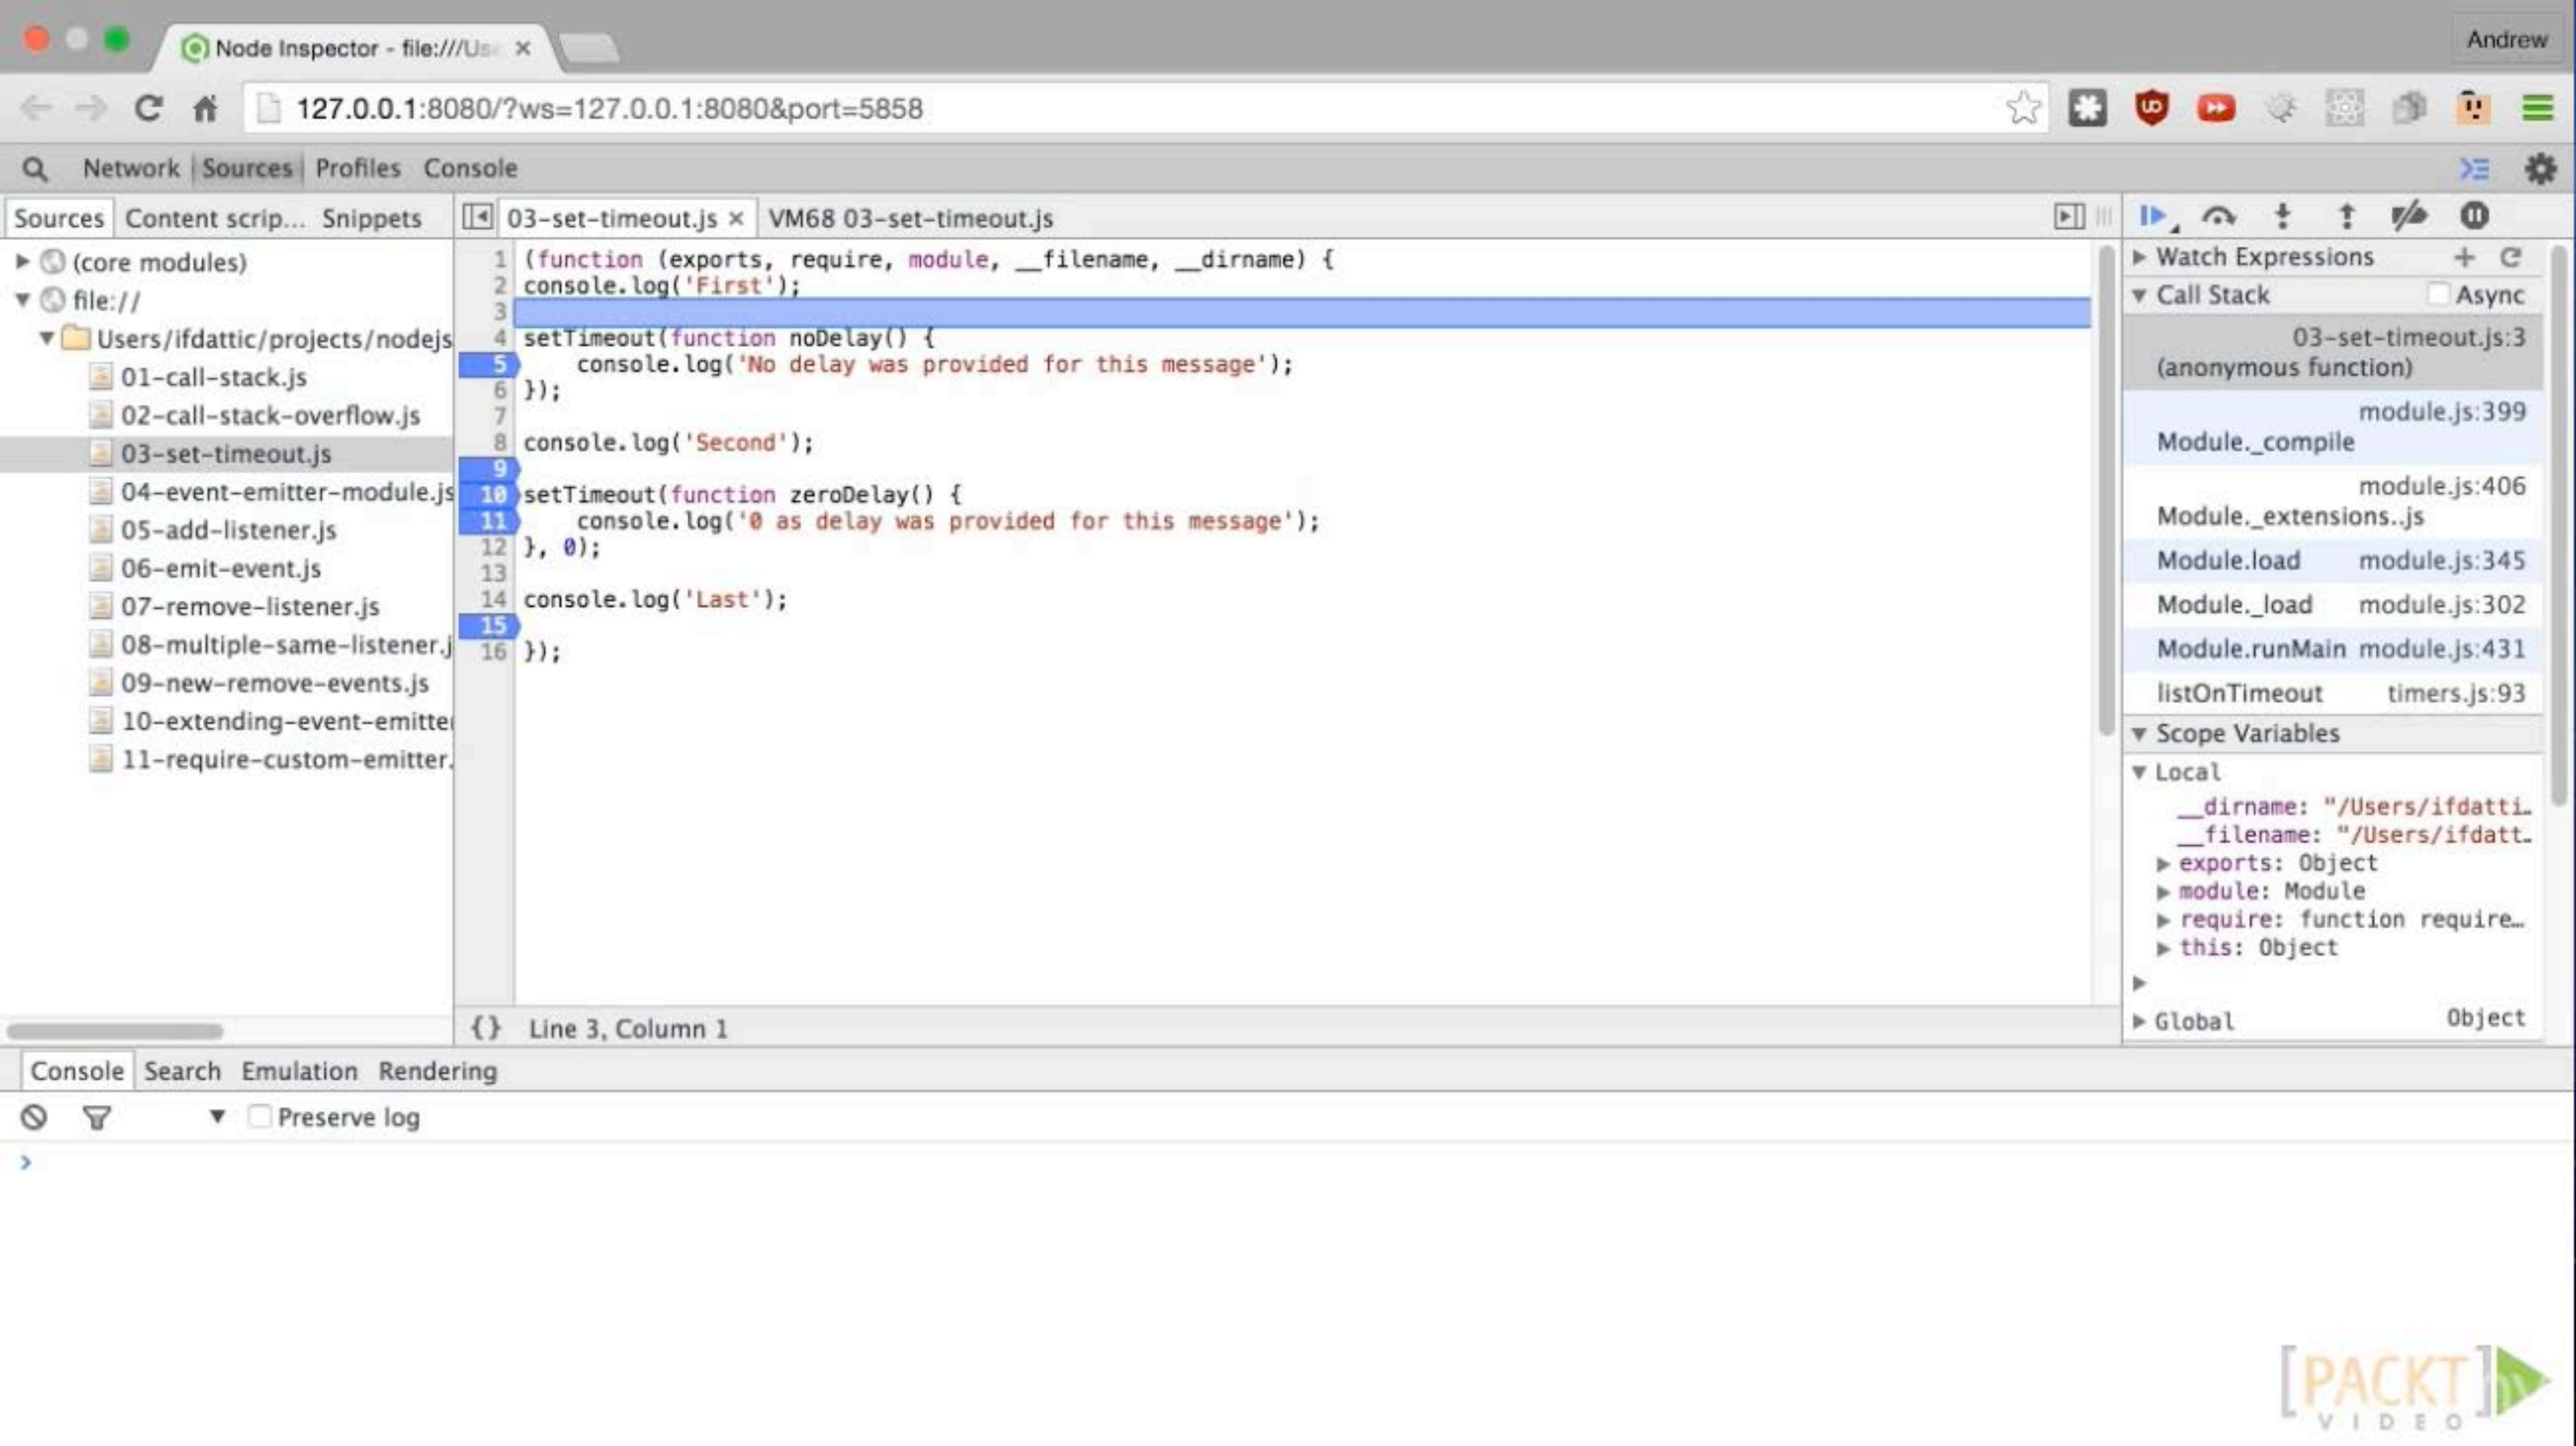 Node Inspector - file:///Us
Andrew
127.0.0.1:8080/?ws=127.0.0.1:8080&port=5858
Network Sources Profiles Console
Sources Content scrip... Snippets
03-set-timeout.js × VM68 03-set-timeout.js
(core modules)
file://
Users/ifdattic/projects/nodejs
01-call-stack.js
02-call-stack-overflow.js
03-set-timeout.js
04-event-emitter-module.js
05-add-listener.js
06-emit-event.js
07-remove-listener.js
08-multiple-same-listener.j
09-new-remove-events.js
10-extending-event-emitter
11-require-custom-emitter.
1 (function (exports, require, module, __filename, __dirname) {
2 console.log('First');
3
4 setTimeout(function noDelay() {
5 console.log('No delay was provided for this message');
6 });
7
8 console.log('Second');
9
10 setTimeout(function zeroDelay() {
11 console.log('0 as delay was provided for this message');
12 }, 0);
13
14 console.log('Last');
15
16 });
{} Line 3, Column 1
Watch Expressions
Call Stack Async
03-set-timeout.js:3
(anonymous function)
module.js:399
Module._compile
module.js:406
Module._extensions..js
Module.load module.js:345
Module._load module.js:302
Module.runMain module.js:431
listOnTimeout timers.js:93
Scope Variables
Local
__dirname: "/Users/ifdatti…
__filename: "/Users/ifdatt…
exports: Object
module: Module
require: function require…
this: Object
Global Object
Console Search Emulation Rendering
Preserve log
[PACKT]
VIDEO